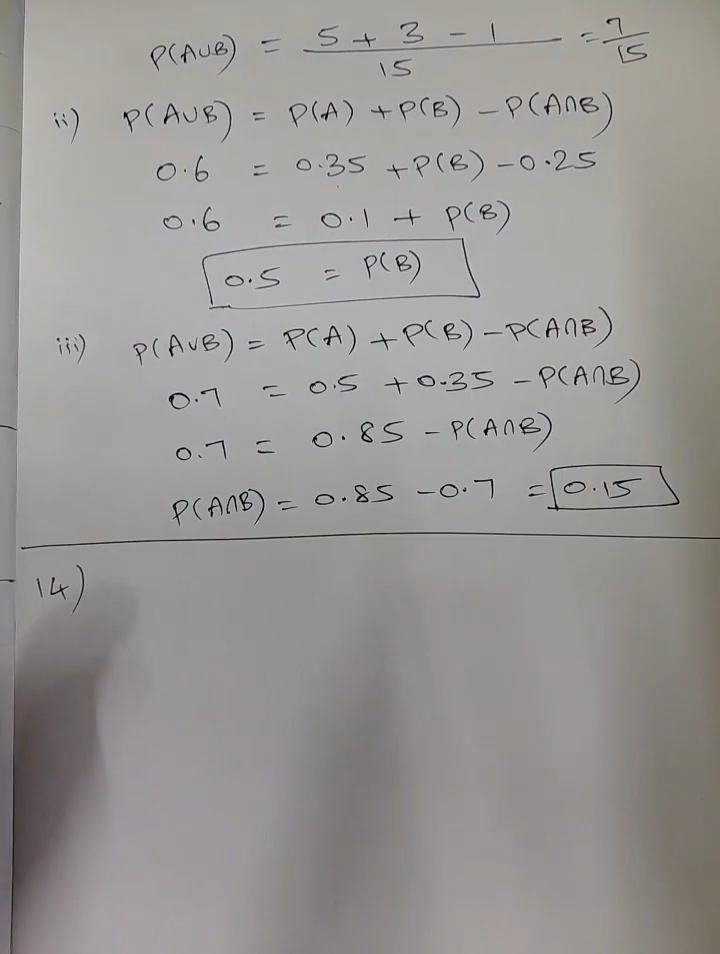 P(A∪B) = 5 + 3 - 1 / 15 = 7/15
ii) P(A∪B) = P(A) + P(B) - P(A∩B)
0.6 = 0.35 + P(B) - 0.25
0.6 = 0.1 + P(B)
0.5 = P(B)
iii) P(A∪B) = P(A) + P(B) - P(A∩B)
0.7 = 0.5 + 0.35 - P(A∩B)
0.7 = 0.85 - P(A∩B)
P(A∩B) = 0.85 - 0.7 = 0.15
14)